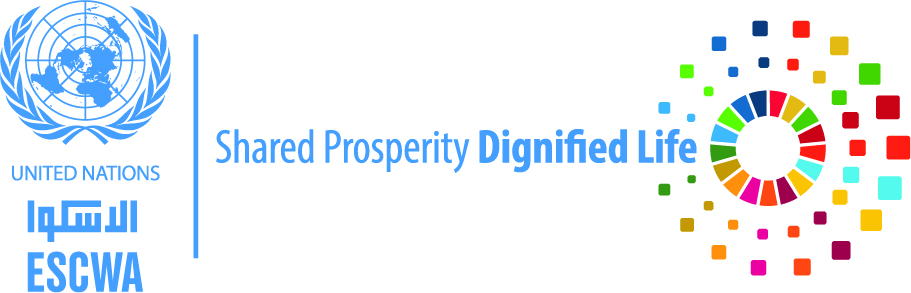 UNITED NATIONS
الاسكوا
ESCWA
Shared Prosperity Dignified Life